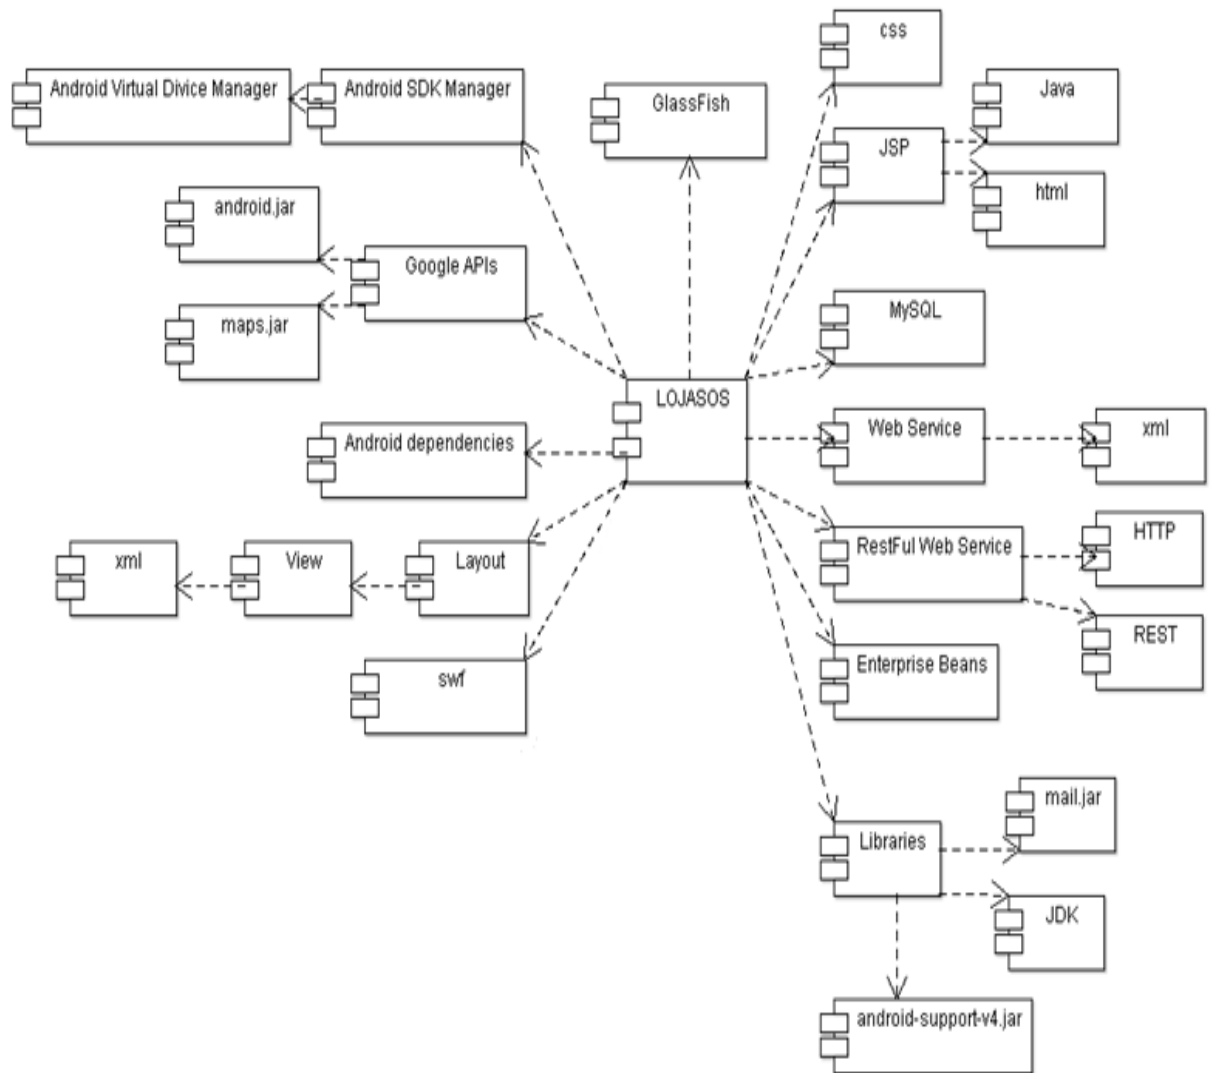 css
Android Virtual Divice Manager
Android SDK Manager
GlassFish
Java
JSP
html
android.jar
Google APIs
maps.jar
MySQL
LOJASOS
Web Service
xml
Android dependencies
RestFul Web Service
HTTP
xml
View
Layout
REST
Enterprise Beans
swf
mail.jar
Libraries
JDK
android-support-v4.jar